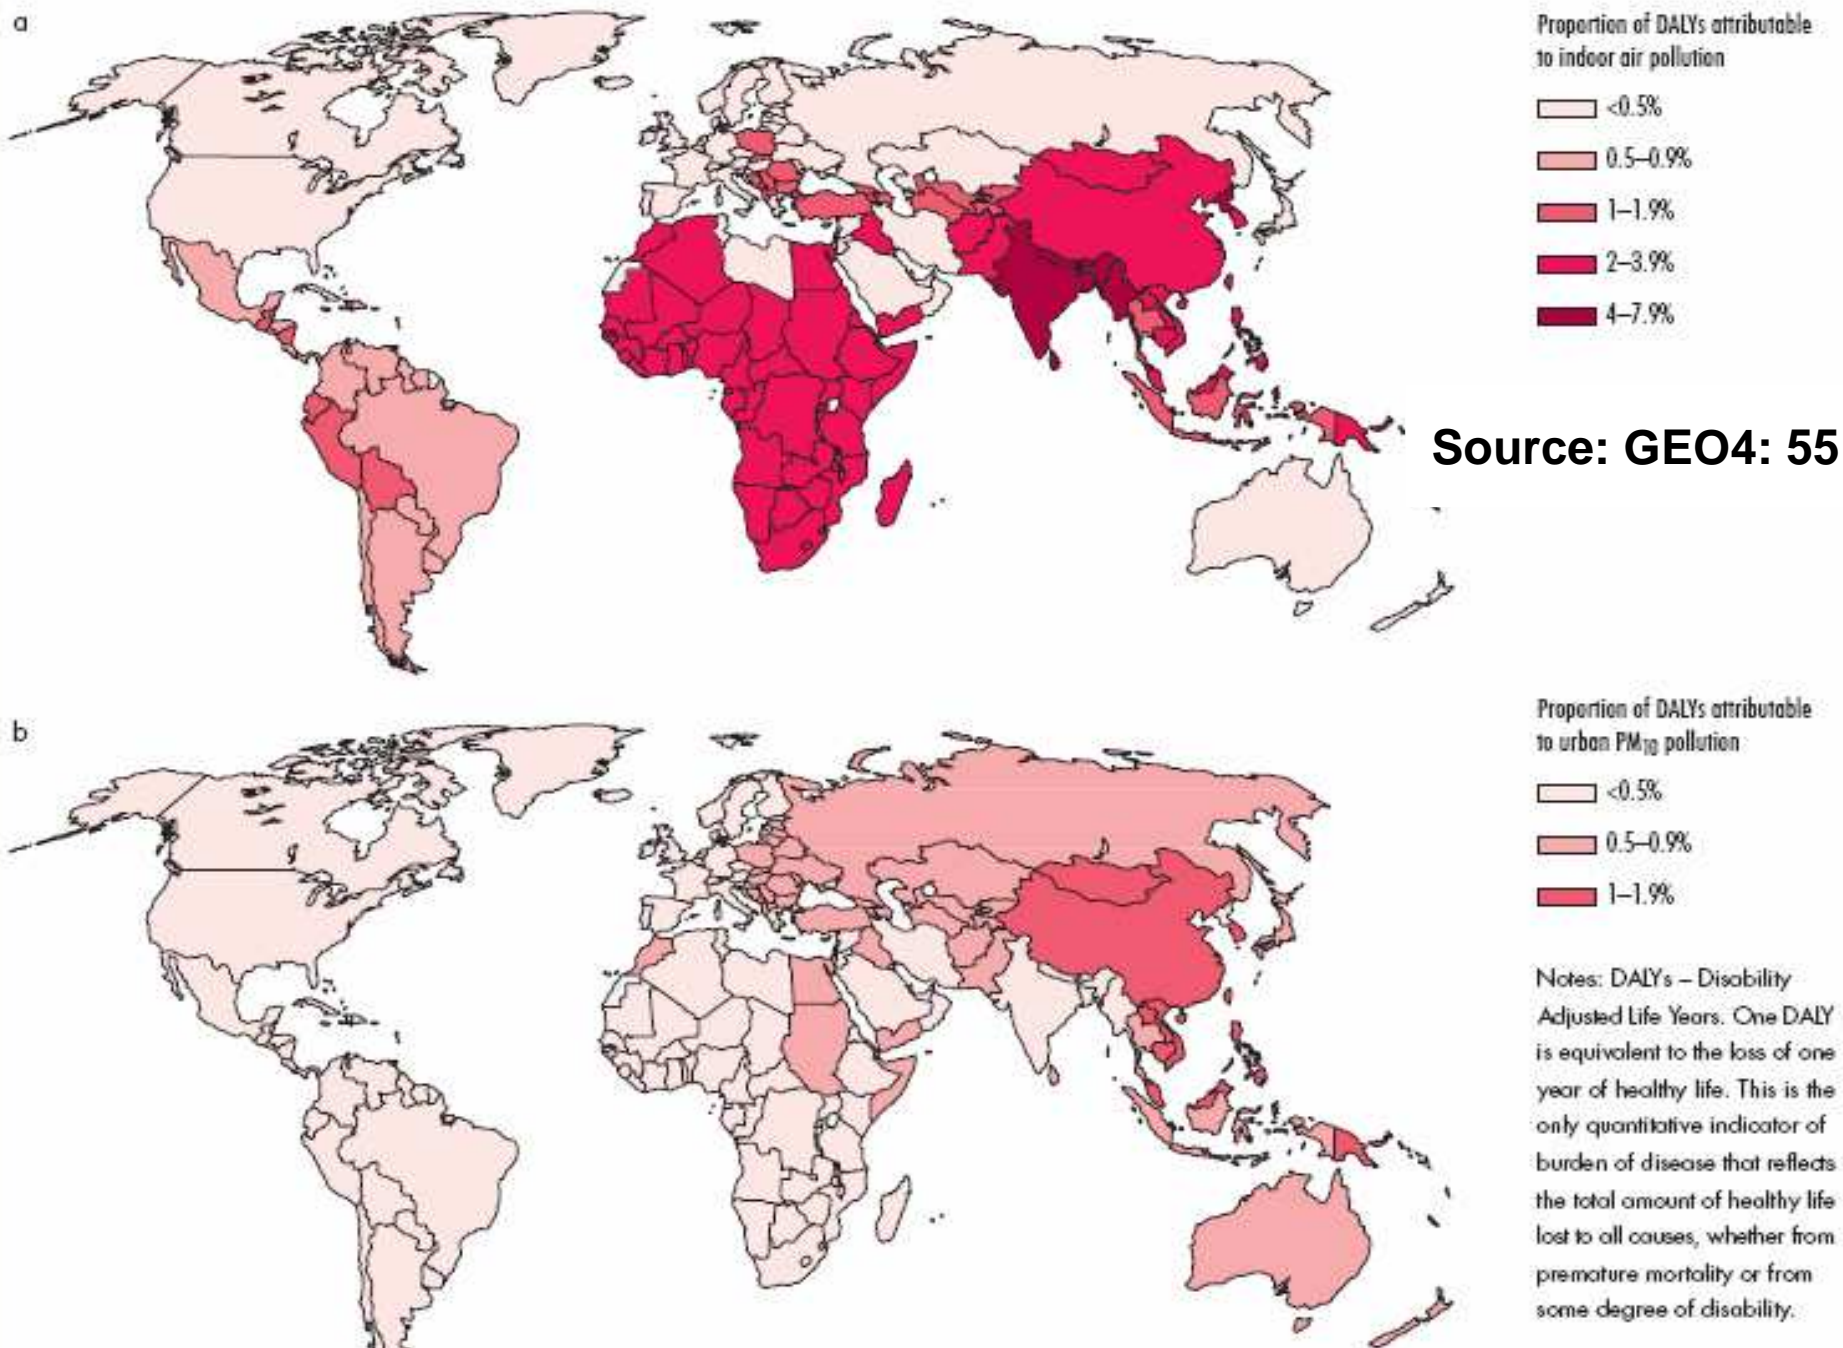 a
Proportion of DALYs attributable
to indoor air pollution
<0.5%
0.5–0.9%
1–1.9%
2–3.9%
4–7.9%
Source: GEO4: 55
b
Proportion of DALYs attributable
to urban PM10 pollution
<0.5%
0.5–0.9%
1–1.9%
Notes: DALYs – Disability
Adjusted Life Years. One DALY
is equivalent to the loss of one
year of healthy life. This is the
only quantitative indicator of
burden of disease that reflects
the total amount of healthy life
lost to all causes, whether from
premature mortality or from
some degree of disability.